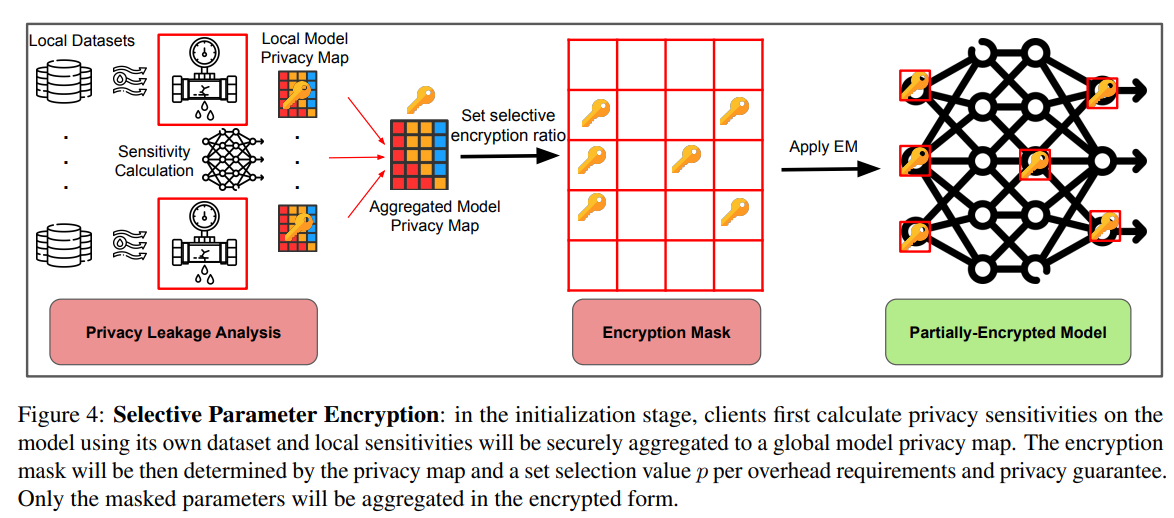 Local Datasets
Local Model
Privacy Map
Sensitivity
Calculation
Aggregated Model
Privacy Map
Set selective
encryption ratio
Apply EM
Privacy Leakage Analysis
Encryption Mask
Partially-Encrypted Model
Figure 4: Selective Parameter Encryption: in the initialization stage, clients first calculate privacy sensitivities on the
model using its own dataset and local sensitivities will be securely aggregated to a global model privacy map. The encryption
mask will be then determined by the privacy map and a set selection value p per overhead requirements and privacy guarantee.
Only the masked parameters will be aggregated in the encrypted form.